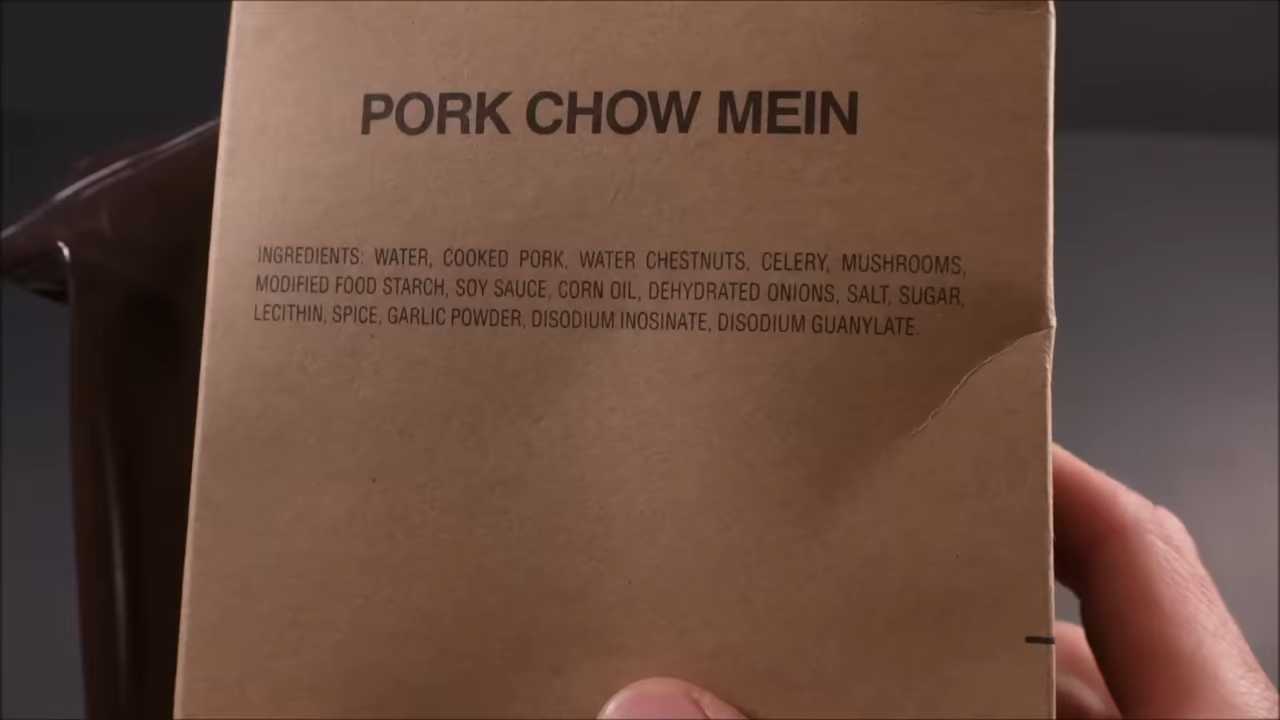 PORK CHOW MEIN
INGREDIENTS: WATER, COOKED PORK, WATER CHESTNUTS, CELERY, MUSHROOMS,
MODIFIED FOOD STARCH, SOY SAUCE, CORN OIL, DEHYDRATED ONIONS, SALT, SUGAR,
LECITHIN, SPICE, GARLIC POWDER, DISODIUM INOSINATE, DISODIUM GUANYLATE.